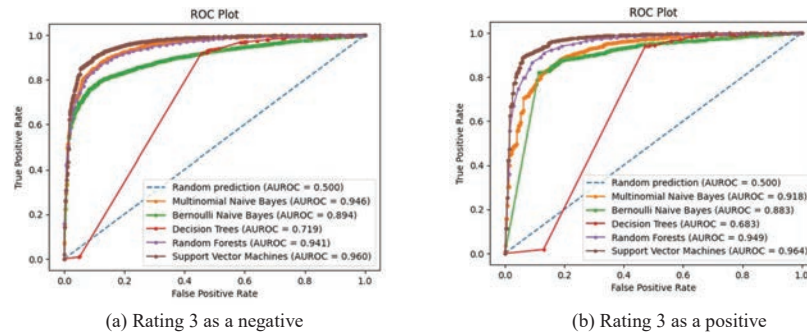 ROC Plot
1.0
0.8
0.6
0.4
0.2
0.0
True Positive Rate
Random prediction (AUROC = 0.500)
Multinomial Naive Bayes (AUROC = 0.946)
Bernoulli Naive Bayes (AUROC = 0.894)
Decision Trees (AUROC = 0.719)
Random Forests (AUROC = 0.941)
Support Vector Machines (AUROC = 0.960)
0.0 0.2 0.4 0.6 0.8 1.0
False Positive Rate
(a) Rating 3 as a negative
ROC Plot
1.0
0.8
0.6
0.4
0.2
0.0
True Positive Rate
Random prediction (AUROC = 0.500)
Multinomial Naive Bayes (AUROC = 0.918)
Bernoulli Naive Bayes (AUROC = 0.883)
Decision Trees (AUROC = 0.683)
Random Forests (AUROC = 0.949)
Support Vector Machines (AUROC = 0.964)
0.0 0.2 0.4 0.6 0.8 1.0
False Positive Rate
(b) Rating 3 as a positive